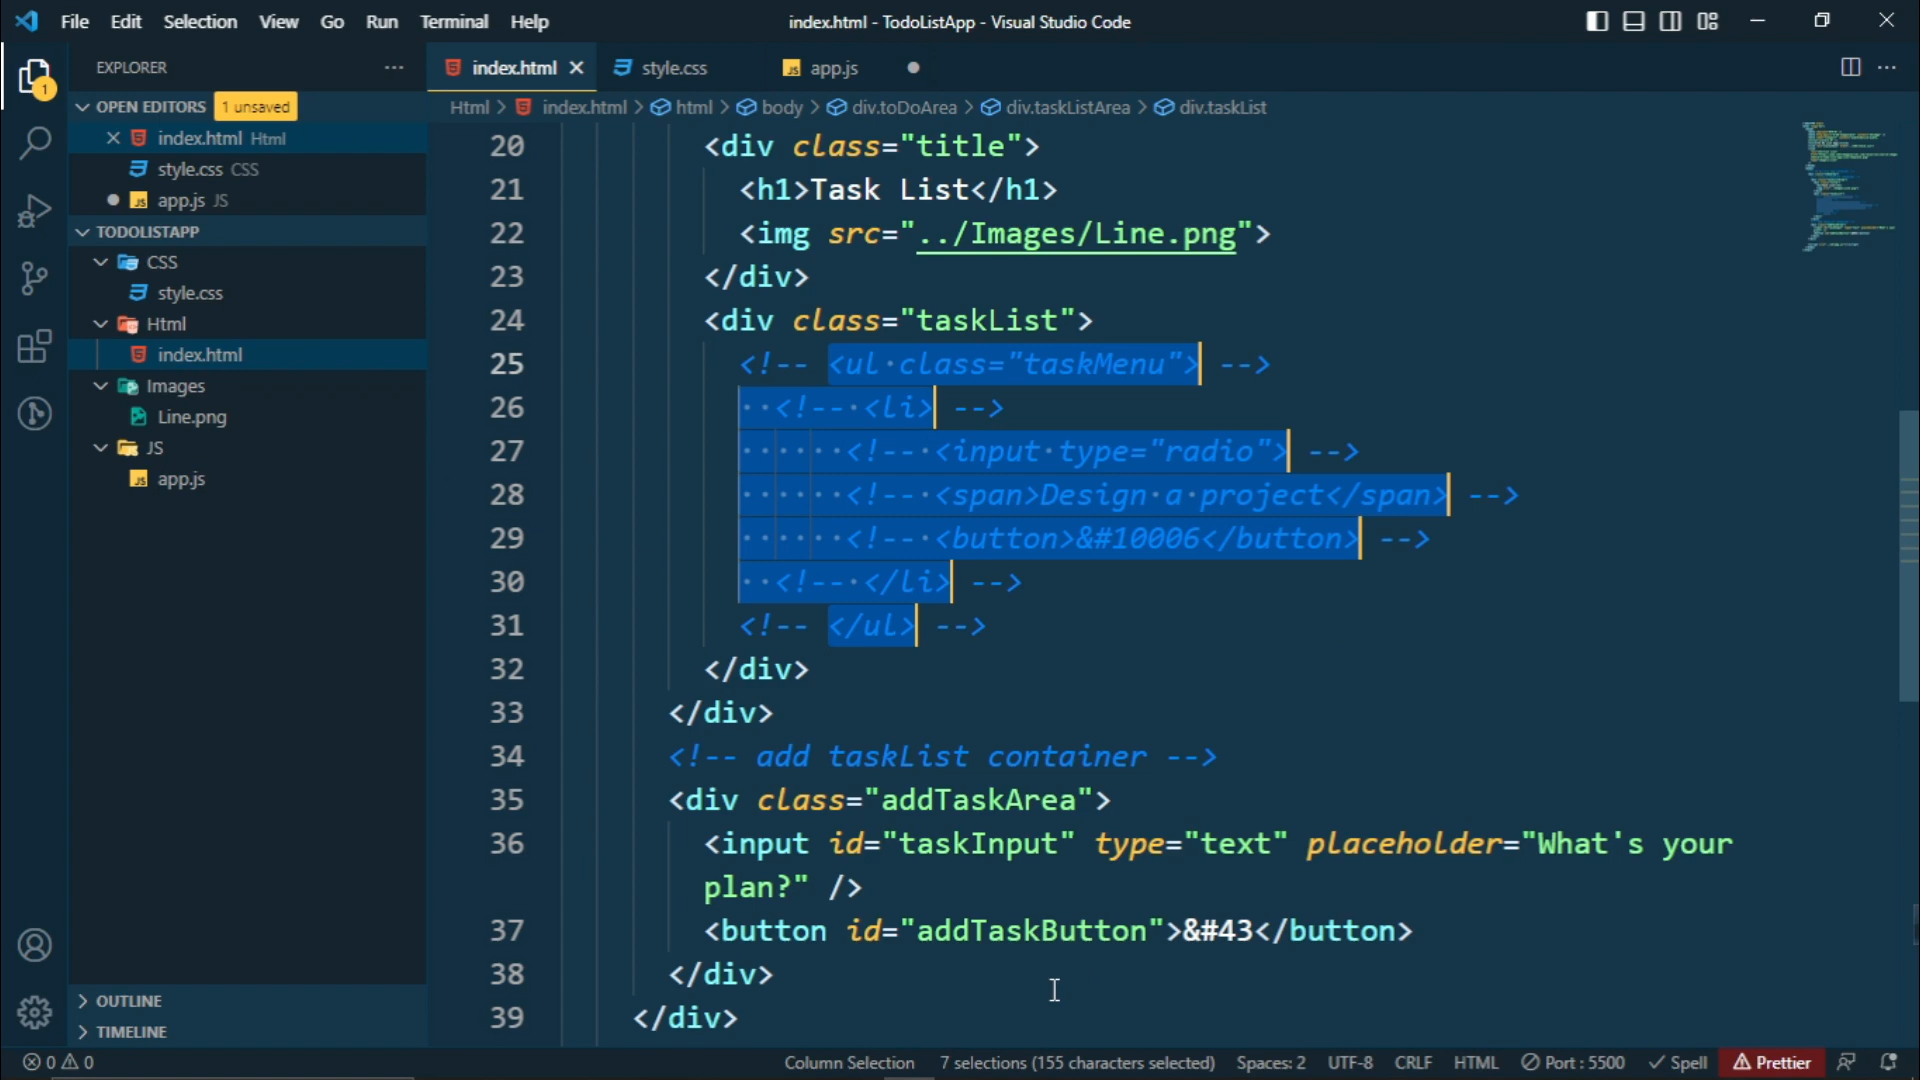 File Edit Selection View Go Run Terminal Help
index.html - TodoListApp - Visual Studio Code
EXPLORER
1
OPEN EDITORS 1 unsaved
index.html Html
style.css CSS
app.js JS
TODOLISTAPP
CSS
style.css
Html
index.html
Images
Line.png
JS
app.js
OUTLINE
TIMELINE
index.html style.css app.js
Html > index.html > html > body > div.toDoArea > div.taskListArea > div.taskList
20 <div class="title">
21 <h1>Task List</h1>
22 <img src="../Images/Line.png">
23 </div>
24 <div class="taskList">
25 <!-- <ul class="taskMenu"> -->
26 <!-- <li> -->
27 <!-- <input type="radio"> -->
28 <!-- <span>Design a project</span> -->
29 <!-- <button>&#10006</button> -->
30 <!-- </li> -->
31 <!-- </ul> -->
32 </div>
33 </div>
34 <!-- add taskList container -->
35 <div class="addTaskArea">
36 <input id="taskInput" type="text" placeholder="What's your
plan?" />
37 <button id="addTaskButton">&#43</button>
38 </div>
39 </div>
0 0 Column Selection 7 selections (155 characters selected) Spaces: 2 UTF-8 CRLF HTML Port : 5500 Spell Prettier